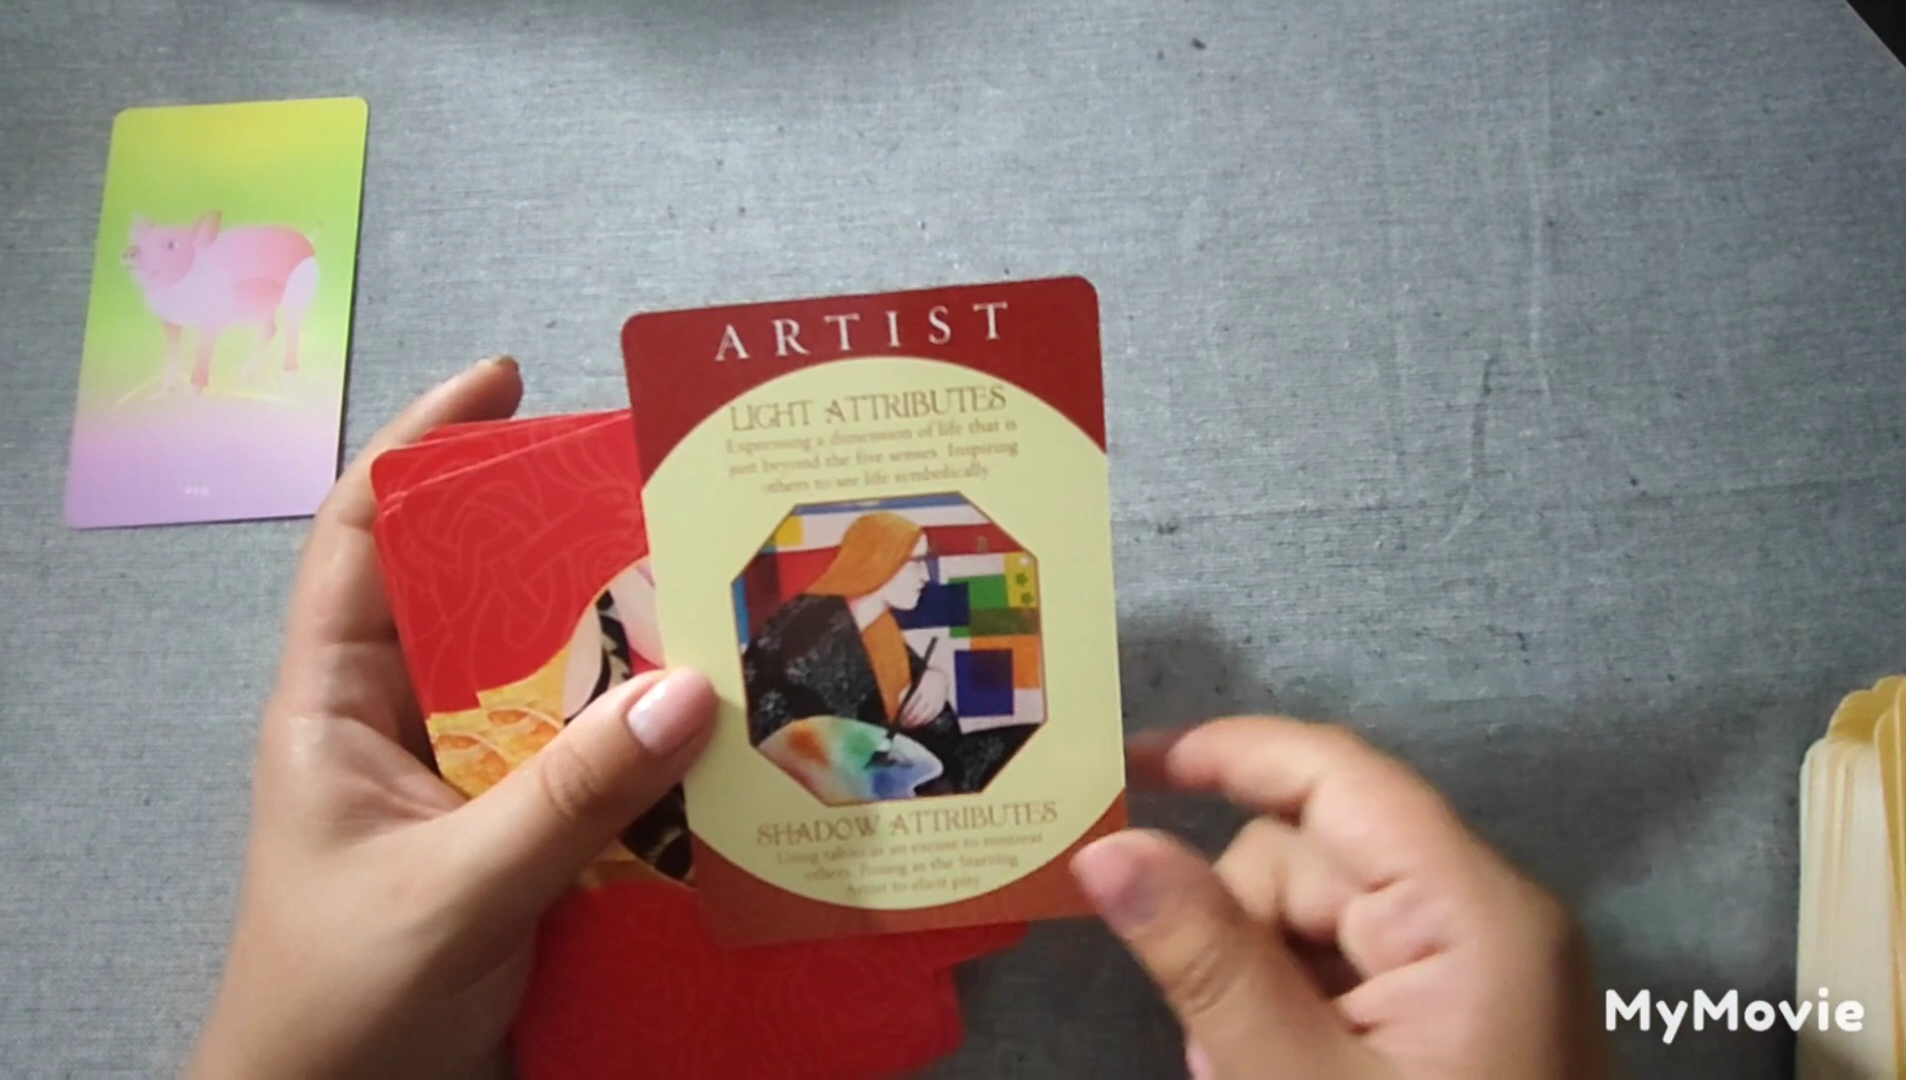 ARTIST
LIGHT ATTRIBUTES
Expressing a dimension of life that is
just beyond the five senses. Inspiring
others to see life symbolically.
SHADOW ATTRIBUTES
Using talent as an excuse to mistreat
others. Posing as the Starving
Artist to elicit pity.
PIG
MyMovie